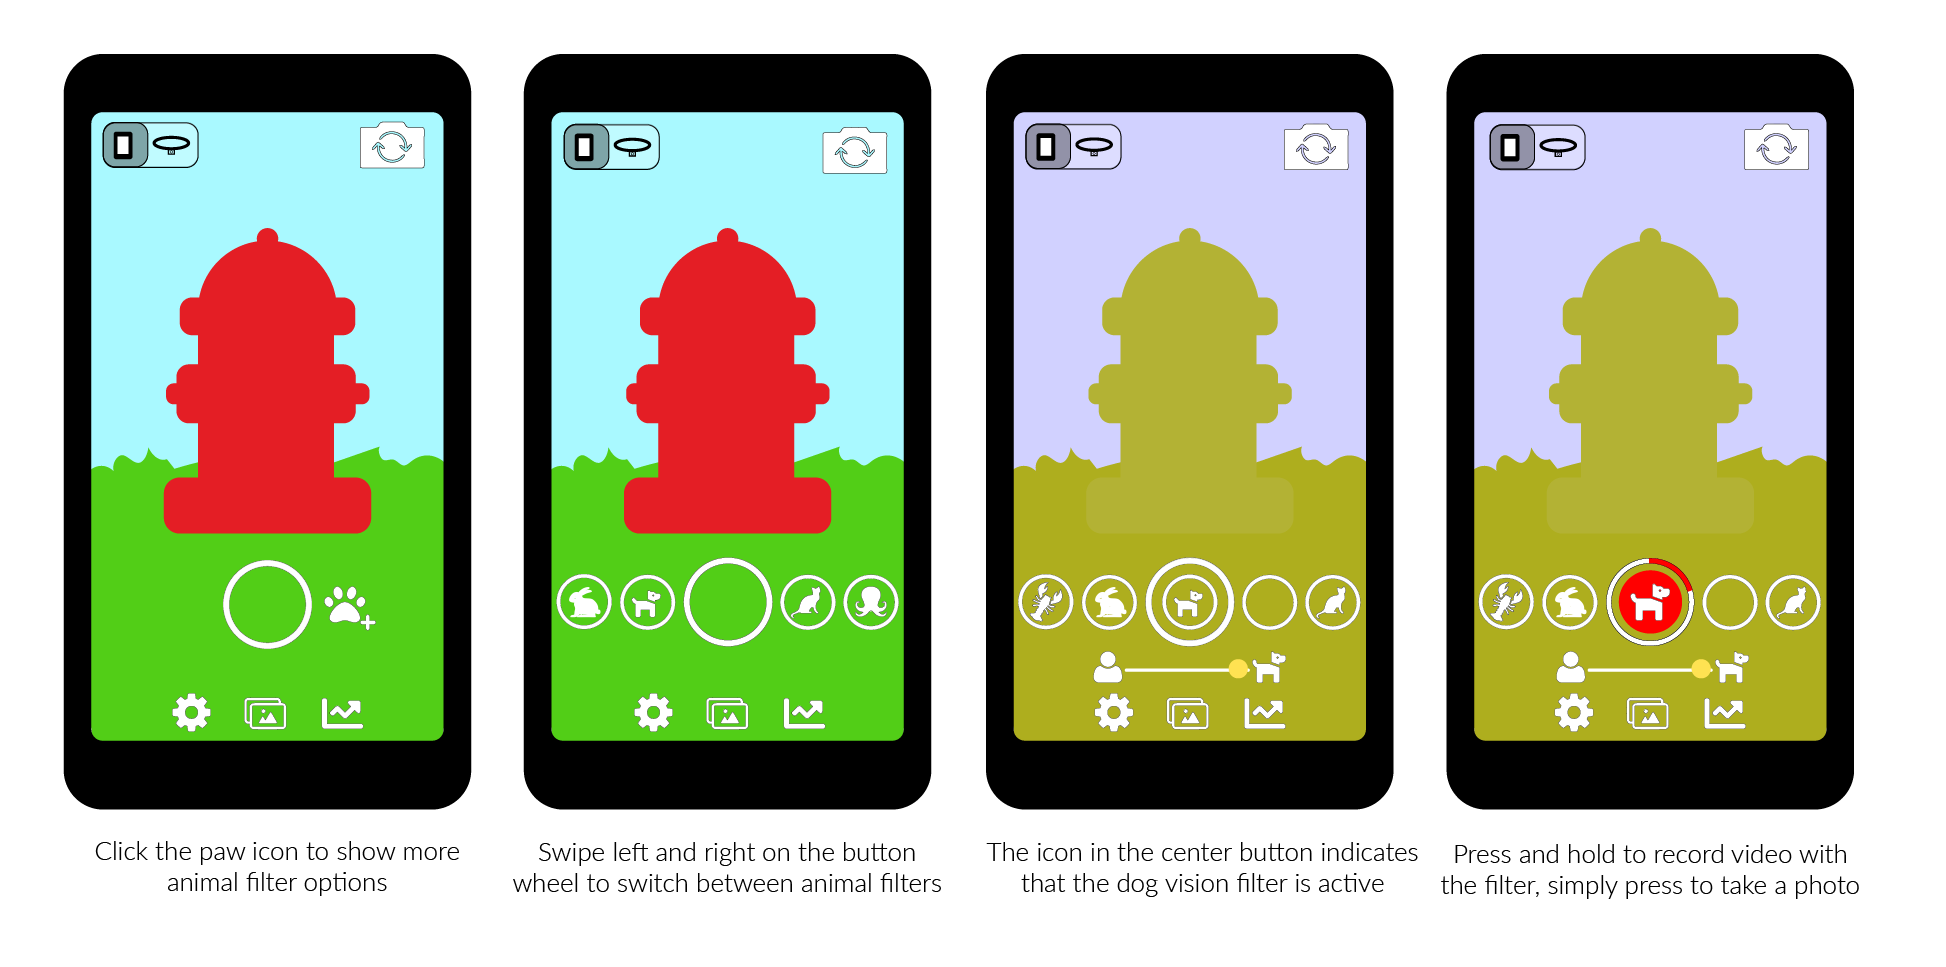 Click the paw icon to show more
animal filter options
Swipe left and right on the button
wheel to switch between animal filters
The icon in the center button indicates
that the dog vision filter is active
Press and hold to record video with
the filter, simply press to take a photo